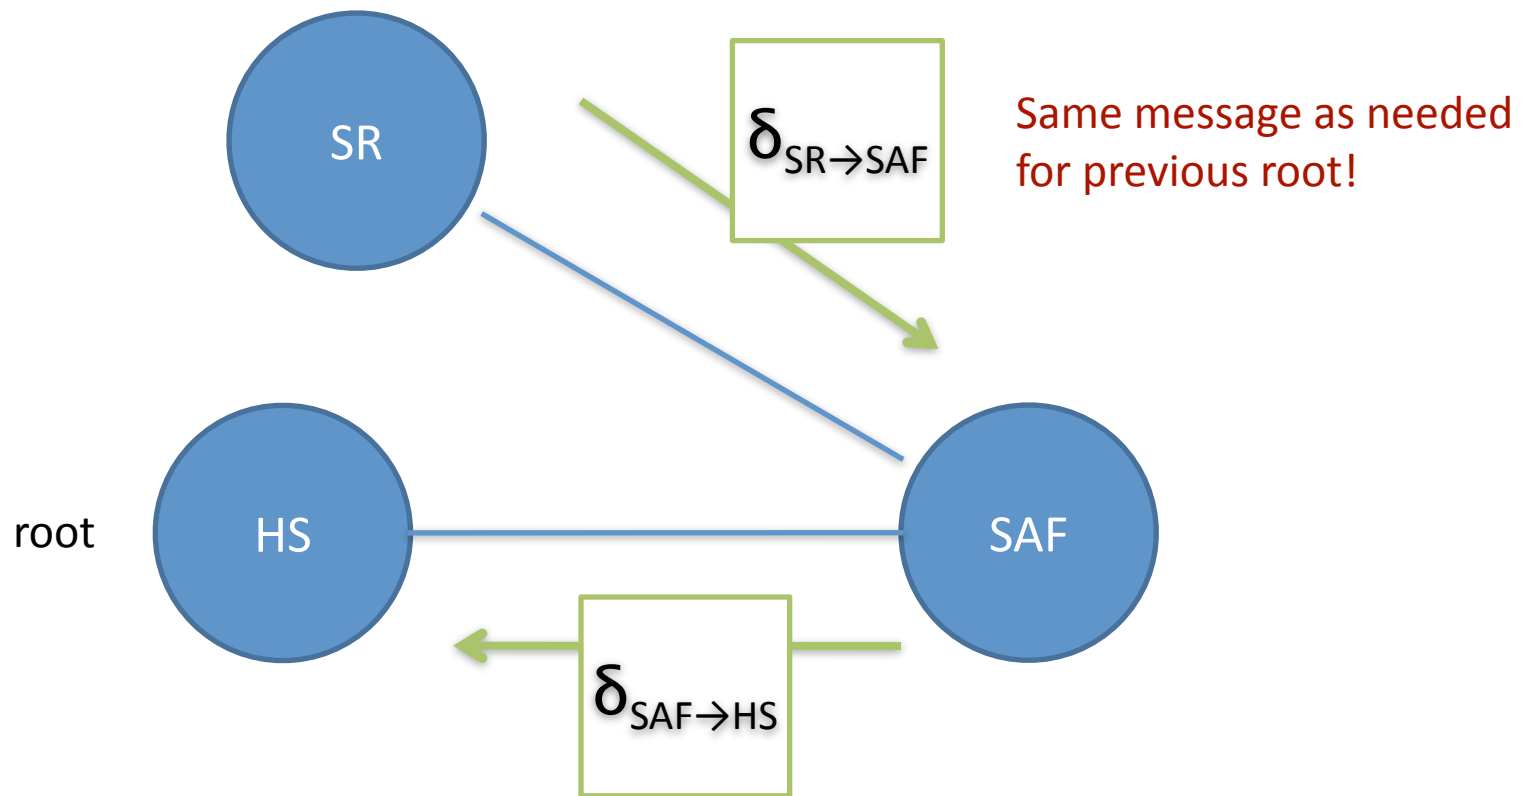 SR
δSR→SAF
Same message as needed
for previous root!
root
HS
SAF
δSAF→HS